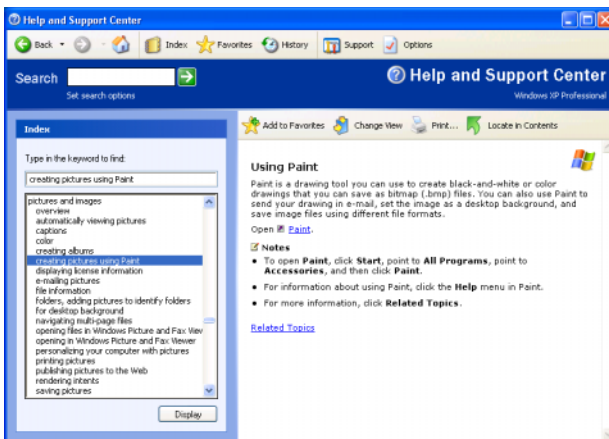 Help and Support Center
Back
Index
Favorites
History
Support
Options
Search
Set search options
Help and Support Center
Windows XP Professional
Index
Add to Favorites
Change View
Print...
Locate in Contents
Type in the keyword to find:
creating pictures using Paint
pictures and images
overview
automatically viewing pictures
captions
color
creating albums
creating pictures using Paint
displaying license information
e-mailing pictures
file information
folders, adding pictures to identify folders
for desktop background
navigating multi-page files
opening files in Windows Picture and Fax View
opening in Windows Picture and Fax Viewer
personalizing your computer with pictures
printing pictures
publishing pictures to the Web
rendering intents
saving pictures
Display
Using Paint
Paint is a drawing tool you can use to create black-and-white or color
drawings that you can save as bitmap (.bmp) files. You can also use Paint to
send your drawing in e-mail, set the image as a desktop background, and
save image files using different file formats.
Open Paint.
Notes
• To open Paint, click Start, point to All Programs, point to
Accessories, and then click Paint.
• For information about using Paint, click the Help menu in Paint.
• For more information, click Related Topics.
Related Topics